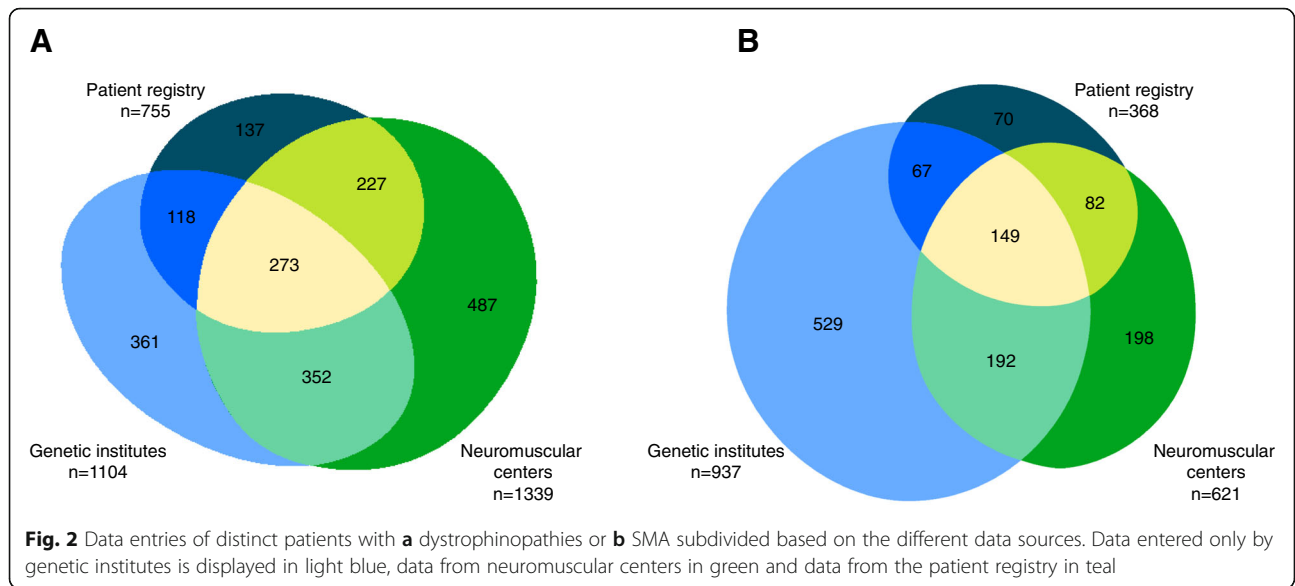 A
Patient registry
n=755
137
227
118
273
487
361
352
Genetic institutes
n=1104
Neuromuscular
centers
n=1339
B
Patient registry
n=368
70
67
82
149
529
198
192
Genetic institutes
n=937
Neuromuscular
centers
n=621
Fig. 2 Data entries of distinct patients with a dystrophinopathies or b SMA subdivided based on the different data sources. Data entered only by
genetic institutes is displayed in light blue, data from neuromuscular centers in green and data from the patient registry in teal